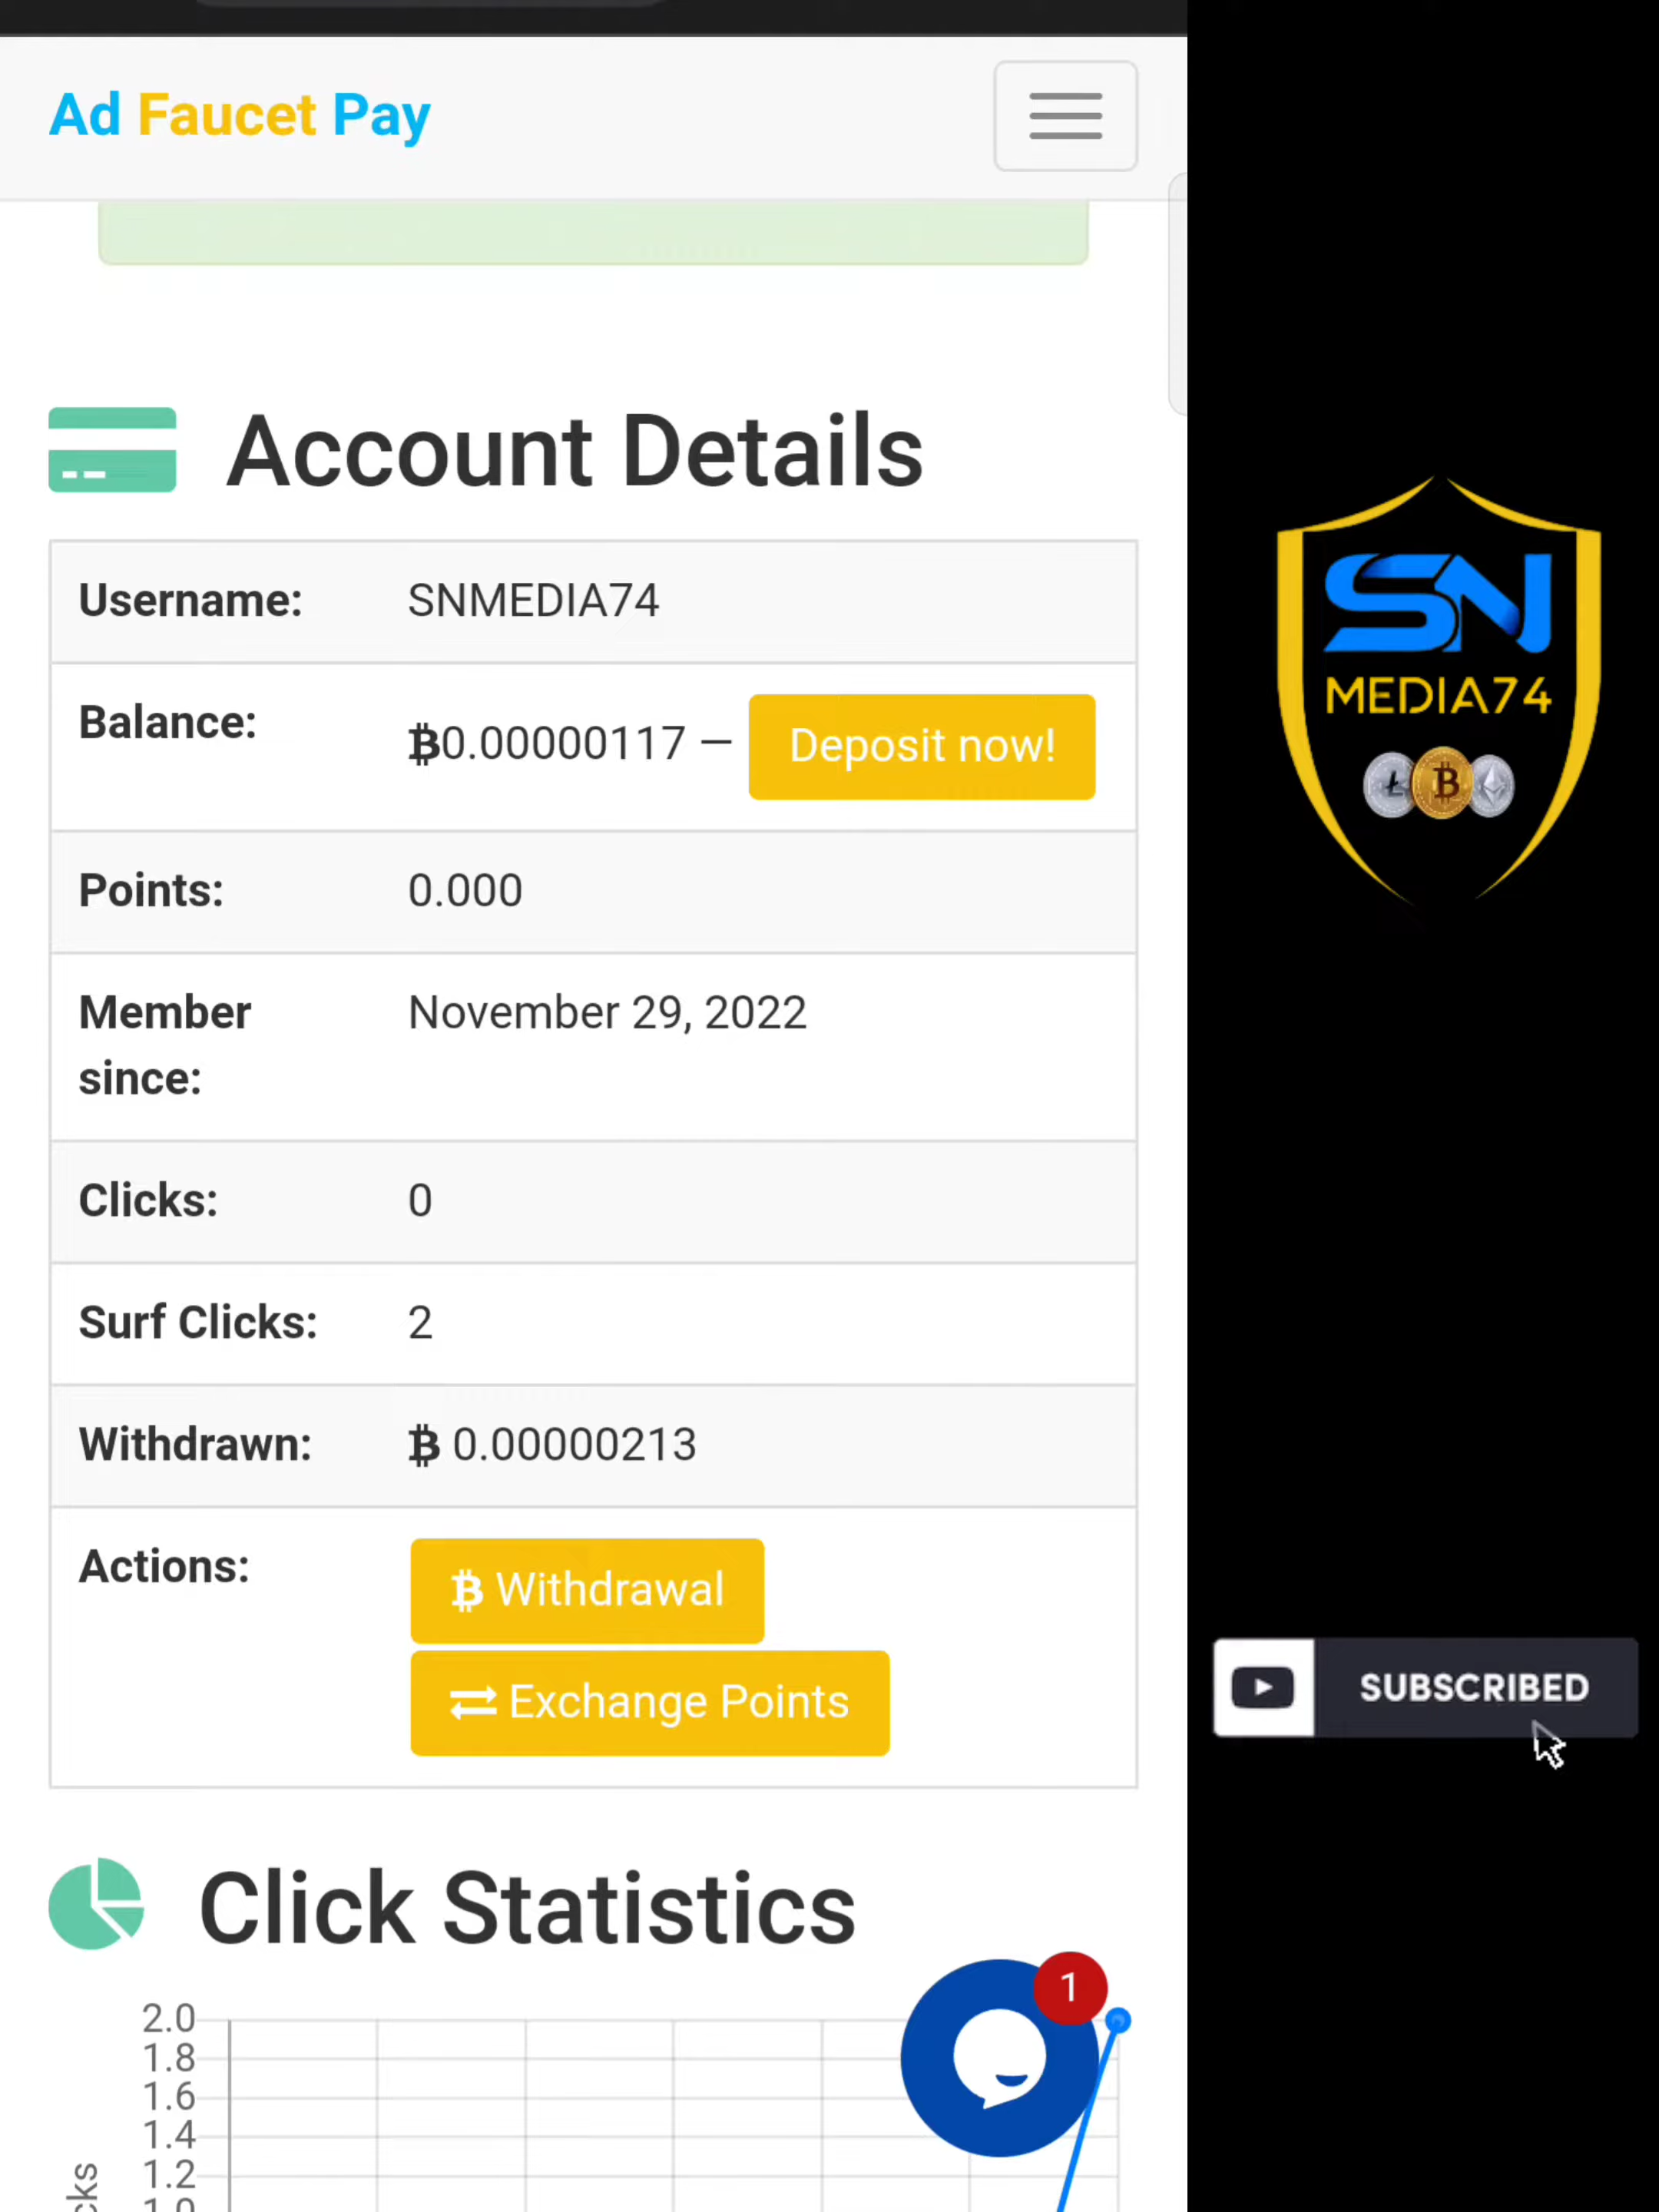 Ad Faucet Pay
Account Details
Username: SNMEDIA74
Balance: ₿0.00000117 – Deposit now!
Points: 0.000
Member since: November 29, 2022
Clicks: 0
Surf Clicks: 2
Withdrawn: ₿ 0.00000213
Actions: ₿ Withdrawal
Exchange Points
Click Statistics
1
2.0
1.8
1.6
1.4
1.2
SN
MEDIA74
SUBSCRIBED